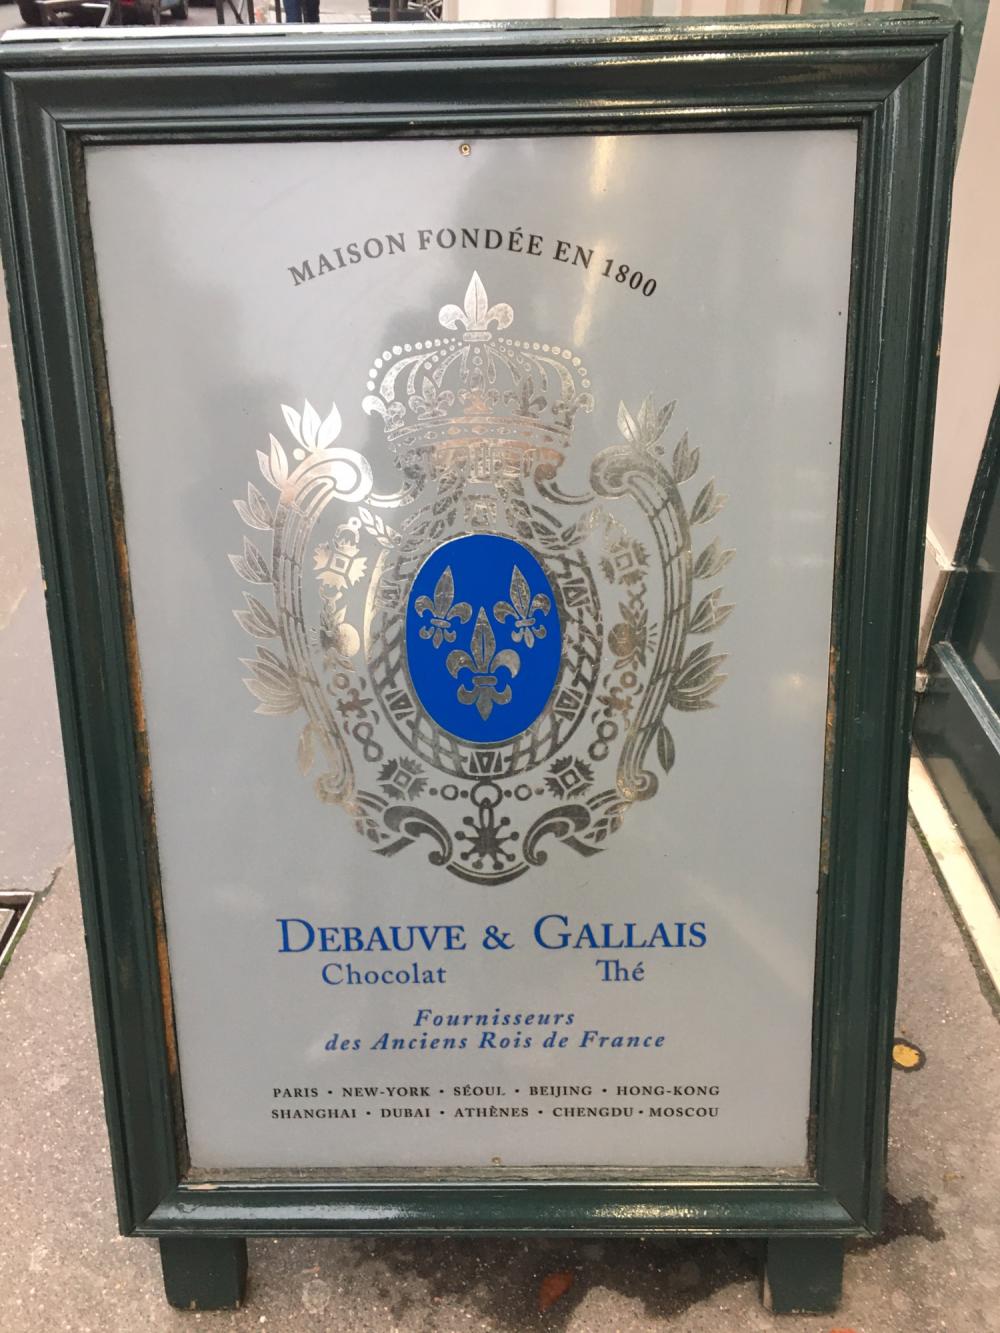 MAISON FONDÉE EN 1800
DEBAUVE & GALLAIS
Chocolat Thé
Fournisseurs
des Anciens Rois de France
PARIS • NEW-YORK • SÉOUL • BEIJING • HONG-KONG
SHANGHAI • DUBAI • ATHÈNES • CHENGDU • MOSCOU